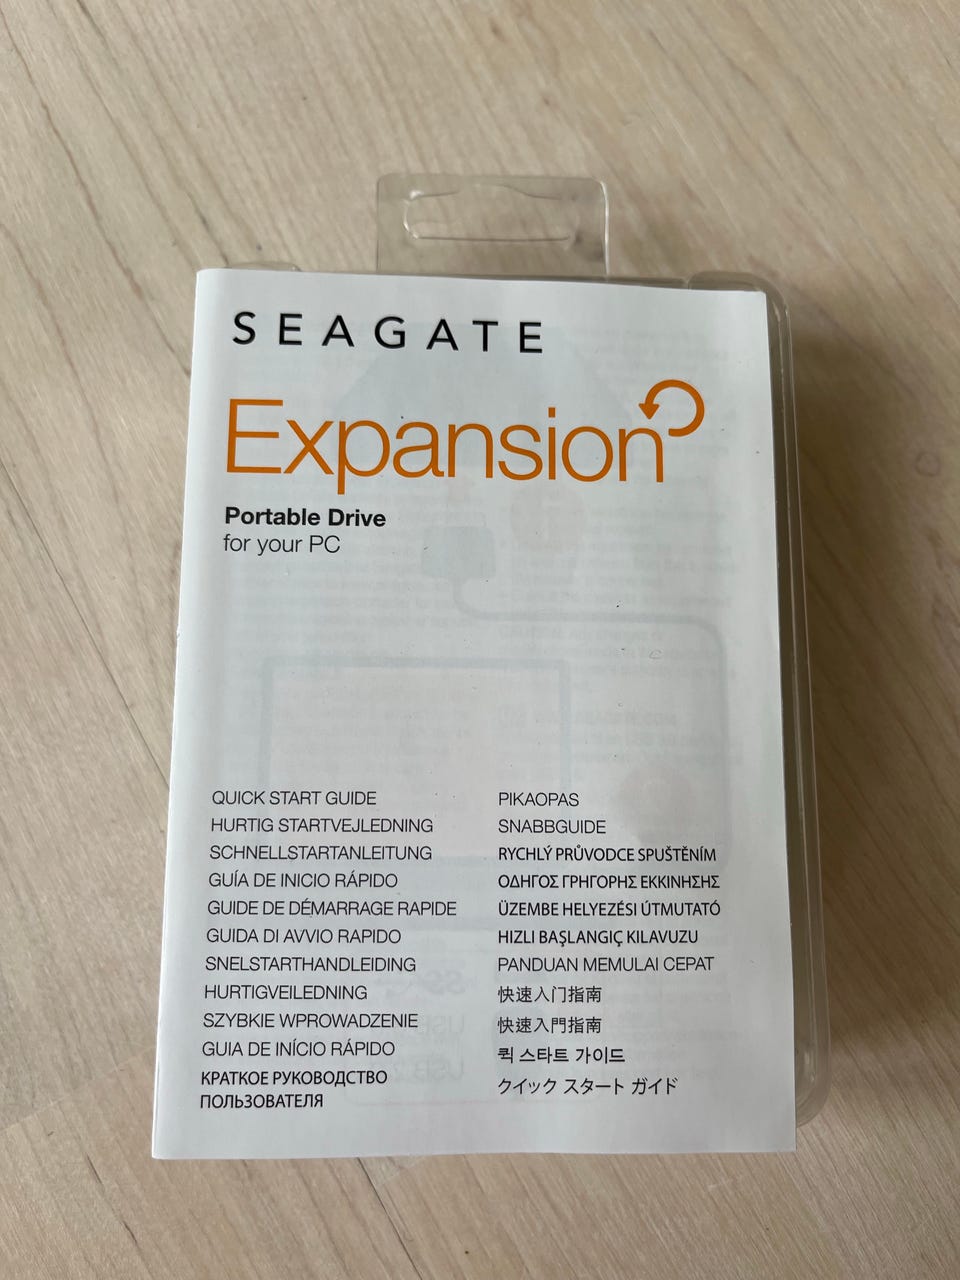 SEAGATE
Expansion
Portable Drive
for your PC
QUICK START GUIDE
HURTIG STARTVEJLEDNING
SCHNELLSTARTANLEITUNG
GUÍA DE INICIO RÁPIDO
GUIDE DE DÉMARRAGE RAPIDE
GUIDA DI AVVIO RAPIDO
SNELSTARTHANDLEIDING
HURTIGVEILEDNING
SZYBKIE WPROWADZENIE
GUIA DE INÍCIO RÁPIDO
КРАТКОЕ РУКОВОДСТВО
ПОЛЬЗОВАТЕЛЯ
PIKAOPAS
SNABBGUIDE
RYCHLÝ PRŮVODCE SPUŠTĚNÍM
ΟΔΗΓΟΣ ΓΡΗΓΟΡΗΣ ΕΚΚΙΝΗΣΗΣ
ÜZEMBE HELYEZÉSI ÚTMUTATÓ
HIZLI BAŞLANGIÇ KILAVUZU
PANDUAN MEMULAI CEPAT
快速入门指南
快速入門指南
퀵 스타트 가이드
クイック スタート ガイド